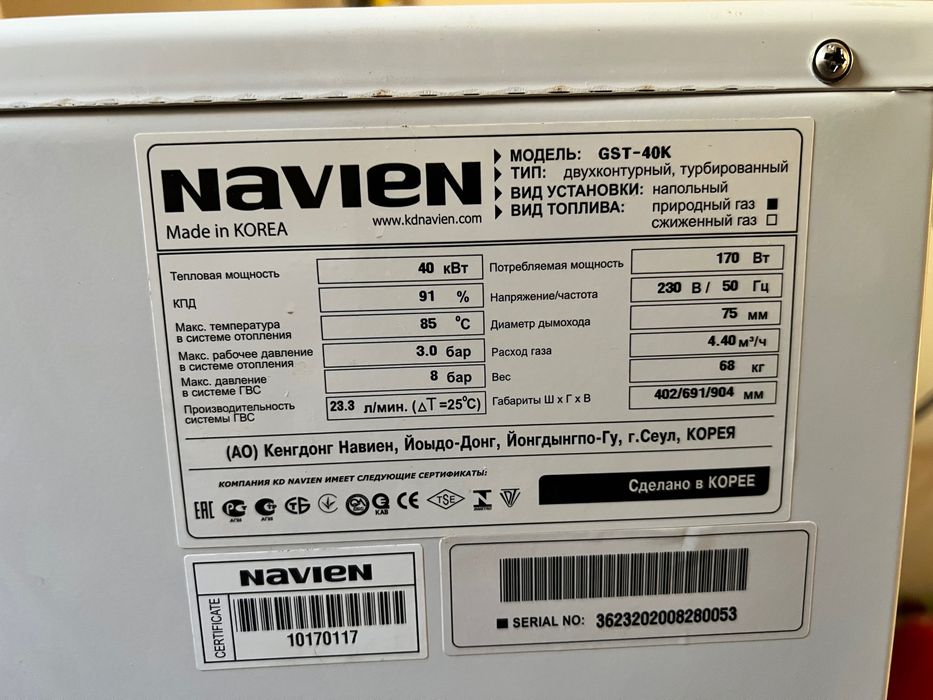 NAVIEN
Made in KOREA
www.kdnavien.com
МОДЕЛЬ: GST-40K
ТИП: двухконтурный, турбированный
ВИД УСТАНОВКИ: напольный
ВИД ТОПЛИВА: природный газ ■
сжиженный газ □
Тепловая мощность 40 кВт
КПД 91 %
Макс. температура
в системе отопления 85 °C
Макс. рабочее давление
в системе отопления 3.0 бар
Макс. давление
в системе ГВС 8 бар
Производительность
системы ГВС 23.3 л/мин. (△T =25°C)
Потребляемая мощность 170 Вт
Напряжение/частота 230 В / 50 Гц
Диаметр дымохода 75 мм
Расход газа 4.40 м³/ч
Вес 68 кг
Габариты Ш х Г х В 402/691/904 мм
(АО) Кенгдонг Навиен, Йоыдо-Донг, Йонгдынгпо-Гу, г.Сеул, КОРЕЯ
КОМПАНИЯ KD NAVIEN ИМЕЕТ СЛЕДУЮЩИЕ СЕРТИФИКАТЫ:
EAC CE TSE
Сделано в КОРЕЕ
NAVIEN
CERTIFICATE
10170117
■ SERIAL NO: 3623202008280053